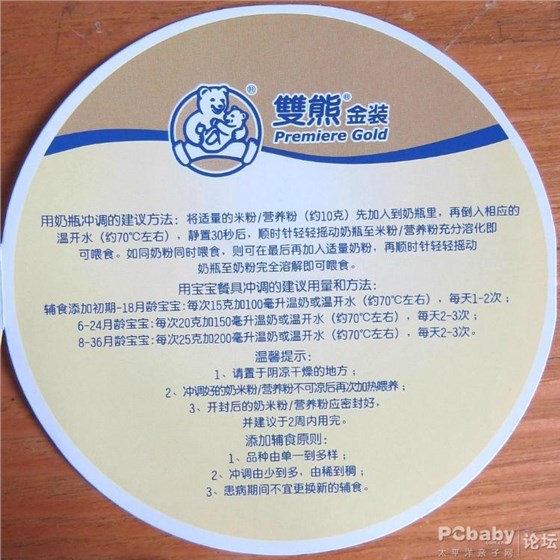 雙熊® 金装
Premiere Gold
用奶瓶冲调的建议方法：将适量的米粉/营养粉（约10克）先加入到奶瓶里，再倒入相应的
温开水（约70℃左右），静置30秒后，顺时针轻轻摇动奶瓶至米粉/营养粉充分溶化即
可喂食。如同奶粉同时喂食，则可在最后再加入适量奶粉，再顺时针轻轻摇动
奶瓶至奶粉完全溶解即可喂食。
用宝宝餐具冲调的建议用量和方法：
辅食添加初期-18月龄宝宝:每次15克加100毫升温奶或温开水（约70℃左右），每天1-2次；
6-24月龄宝宝:每次20克加150毫升温奶或温开水（约70℃左右），每天2-3次；
8-36月龄宝宝:每次25克加200毫升温奶或温开水（约70℃左右），每天2-3次。
温馨提示：
1、请置于阴凉干燥的地方；
2、冲调好的奶米粉/营养粉不可凉后再次加热喂养；
3、开封后的奶米粉/营养粉应密封好，
并建议于2周内用完。
添加辅食原则：
1、品种由单一到多样；
2、冲调由少到多，由稀到稠；
3、患病期间不宜更换新的辅食。
PCbaby 论坛
太平洋亲子网